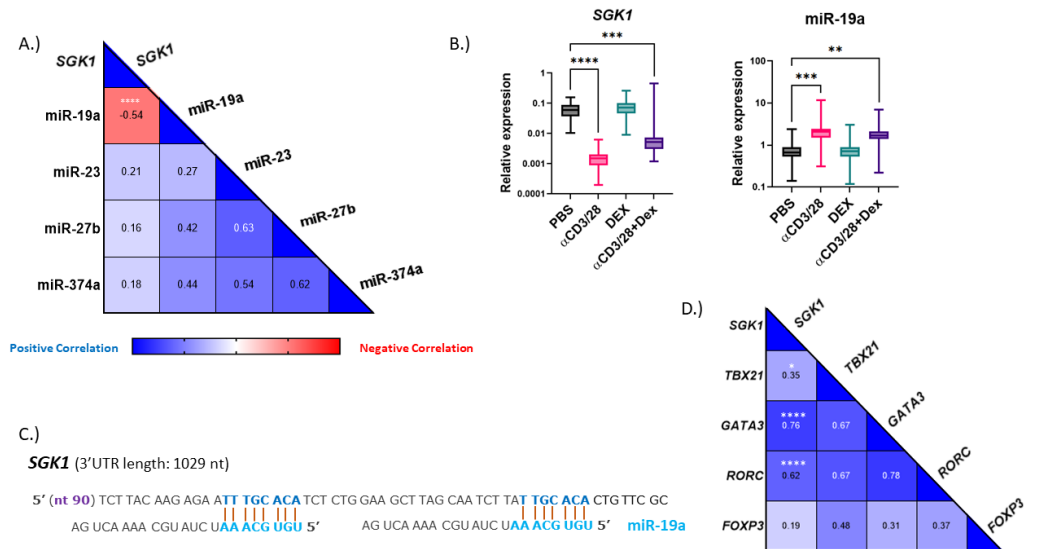 A.)
SGK1
SGK1
miR-19a
**** -0.54
miR-19a
miR-23
0.21 0.27
miR-23
miR-27b
0.16 0.42 0.63
miR-27b
miR-374a
0.18 0.44 0.54 0.62
miR-374a
Positive Correlation Negative Correlation
B.)
SGK1
***
****
Relative expression
1
0.1
0.01
0.001
0.0001
PBS αCD3/28 DEX αCD3/28+Dex
miR-19a
**
***
Relative expression
100
10
1
0.1
PBS αCD3/28 DEX αCD3/28+Dex
C.)
SGK1 (3'UTR length: 1029 nt)
5' (nt 90) TCT TAC AAG AGA ATT TGC ACA TCT CTG GAA GCT TAG CAA TCT TAT TGC ACA CTG TTC GC
AG UCA AAA CGU AUC UAA ACG UGU 5' AG UCA AAA CGU AUC UAA ACG UGU 5' miR-19a
D.)
SGK1
SGK1
TBX21
* 0.35
TBX21
GATA3
**** 0.76 0.67
GATA3
RORC
**** 0.62 0.67 0.78
RORC
FOXP3
0.19 0.48 0.31 0.37
FOXP3